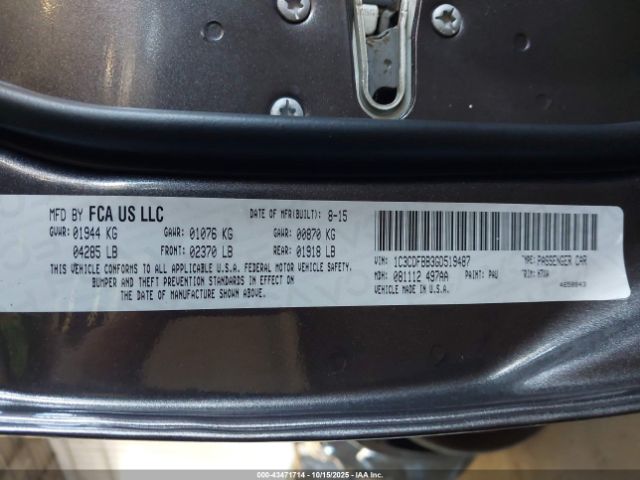 MFD BY FCA US LLC DATE OF MFR(BUILT): 8-15
GVWR: 01944 KG GAWR: 01076 KG GAWR: 00870 KG
04285 LB FRONT: 02370 LB REAR: 01918 LB
THIS VEHICLE CONFORMS TO ALL APPLICABLE U.S.A. FEDERAL MOTOR VEHICLE SAFETY,
BUMPER AND THEFT PREVENTION STANDARDS IN EFFECT ON
THE DATE OF MANUFACTURE SHOWN ABOVE.
VIN: 1C3CDFBB3GD519487 TYPE: PASSENGER CAR
MDH: 081112 497AA PAINT: PAU TRIM:
VEHICLE MADE IN U.S.A.
000-43471714 - 10/15/2025 - IAA Inc.